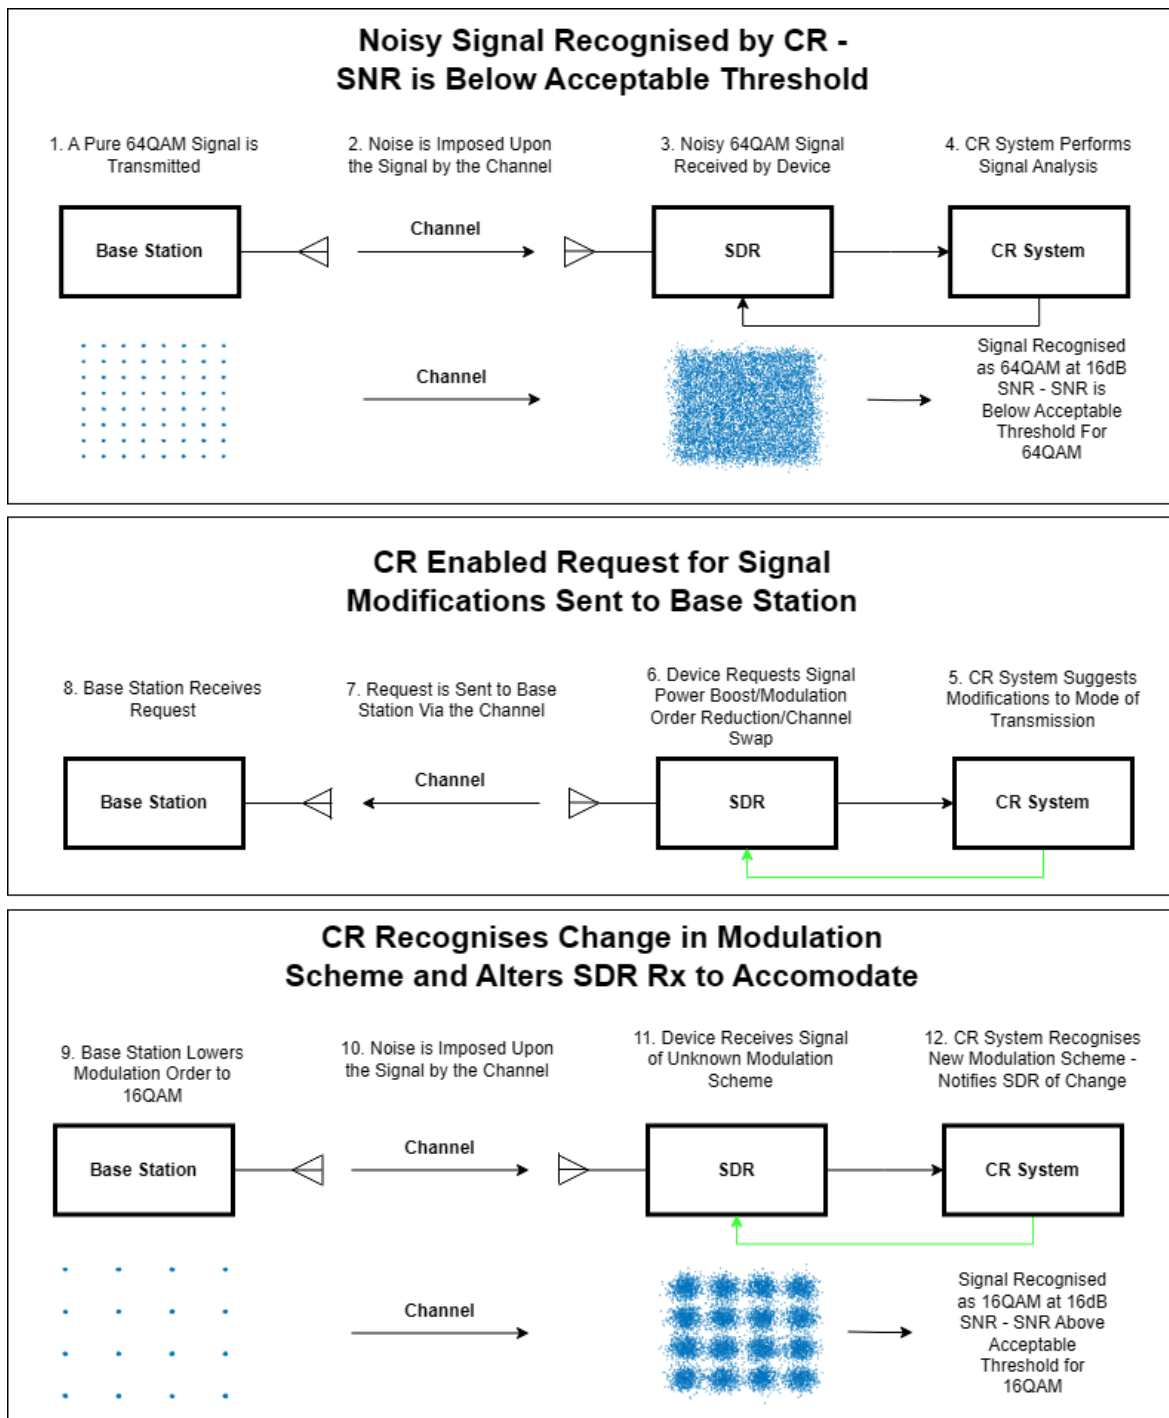 Noisy Signal Recognised by CR -
SNR is Below Acceptable Threshold
1. A Pure 64QAM Signal is
Transmitted
2. Noise is Imposed Upon
the Signal by the Channel
3. Noisy 64QAM Signal
Received by Device
4. CR System Performs
Signal Analysis
Base Station
Channel
SDR
CR System
Channel
Signal Recognised
as 64QAM at 16dB
SNR - SNR is
Below Acceptable
Threshold For
64QAM
CR Enabled Request for Signal
Modifications Sent to Base Station
8. Base Station Receives
Request
7. Request is Sent to Base
Station Via the Channel
6. Device Requests Signal
Power Boost/Modulation
Order Reduction/Channel
Swap
5. CR System Suggests
Modifications to Mode of
Transmission
Base Station
Channel
SDR
CR System
CR Recognises Change in Modulation
Scheme and Alters SDR Rx to Accomodate
9. Base Station Lowers
Modulation Order to
16QAM
10. Noise is Imposed Upon
the Signal by the Channel
11. Device Receives Signal
of Unknown Modulation
Scheme
12. CR System Recognises
New Modulation Scheme -
Notifies SDR of Change
Base Station
Channel
SDR
CR System
Channel
Signal Recognised
as 16QAM at 16dB
SNR - SNR Above
Acceptable
Threshold for
16QAM